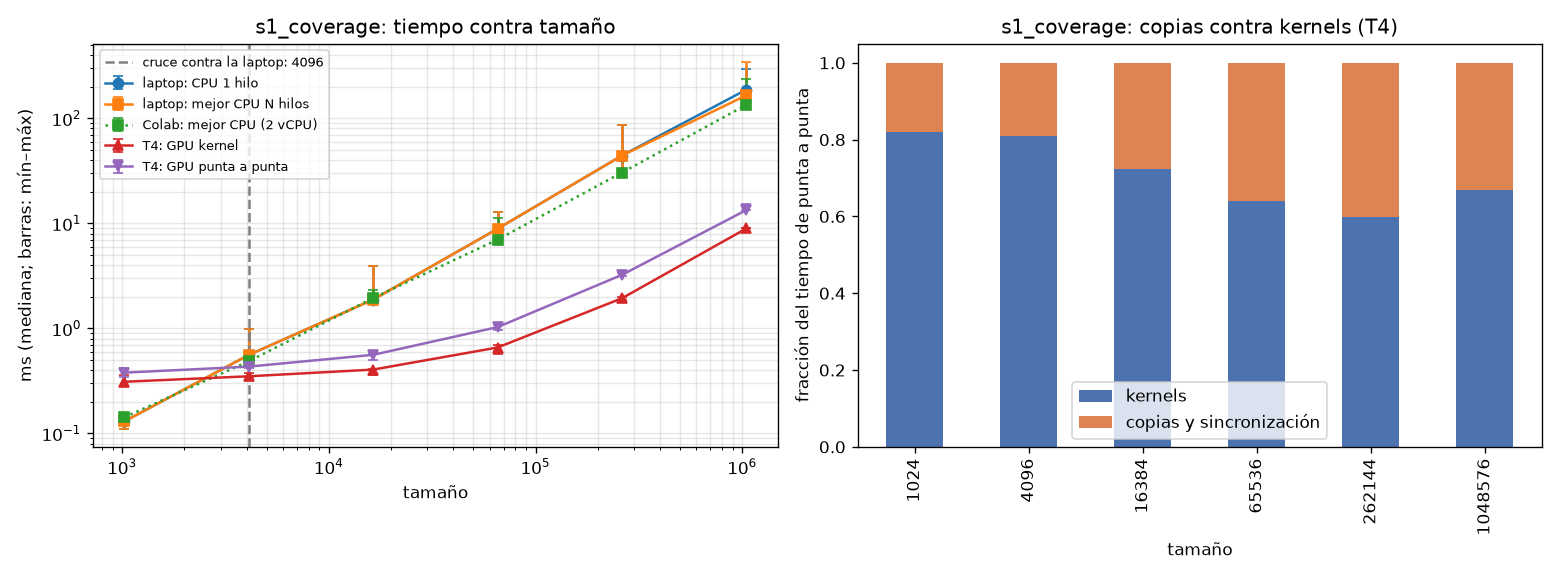 s1_coverage: tiempo contra tamaño
ms (mediana; barras: mín–máx)
10²
10¹
10⁰
10⁻¹
cruce contra la laptop: 4096
laptop: CPU 1 hilo
laptop: mejor CPU N hilos
Colab: mejor CPU (2 vCPU)
T4: GPU kernel
T4: GPU punta a punta
10³
10⁴
10⁵
10⁶
tamaño
s1_coverage: copias contra kernels (T4)
fracción del tiempo de punta a punta
1.0
0.8
0.6
0.4
0.2
0.0
kernels
copias y sincronización
1024
4096
16384
65536
262144
1048576
tamaño